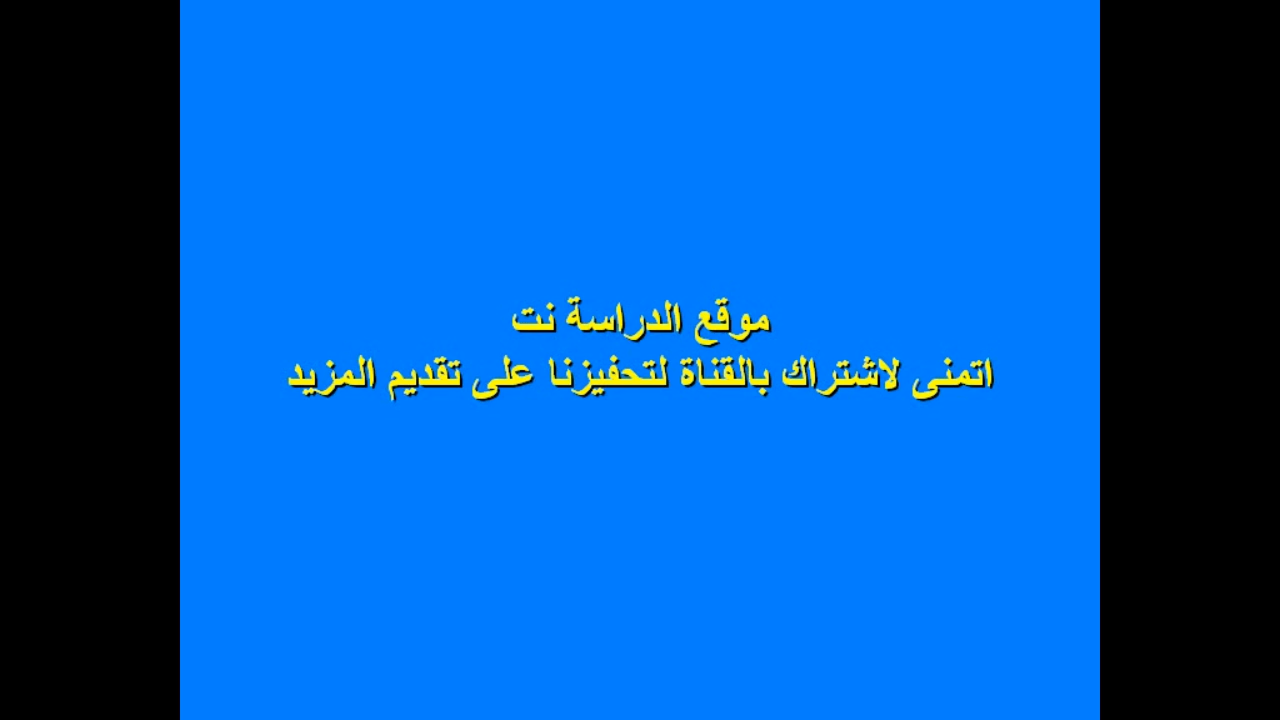 موقع الدراسة نت
اتمنى لاشتراك بالقناة لتحفيزنا على تقديم المزيد